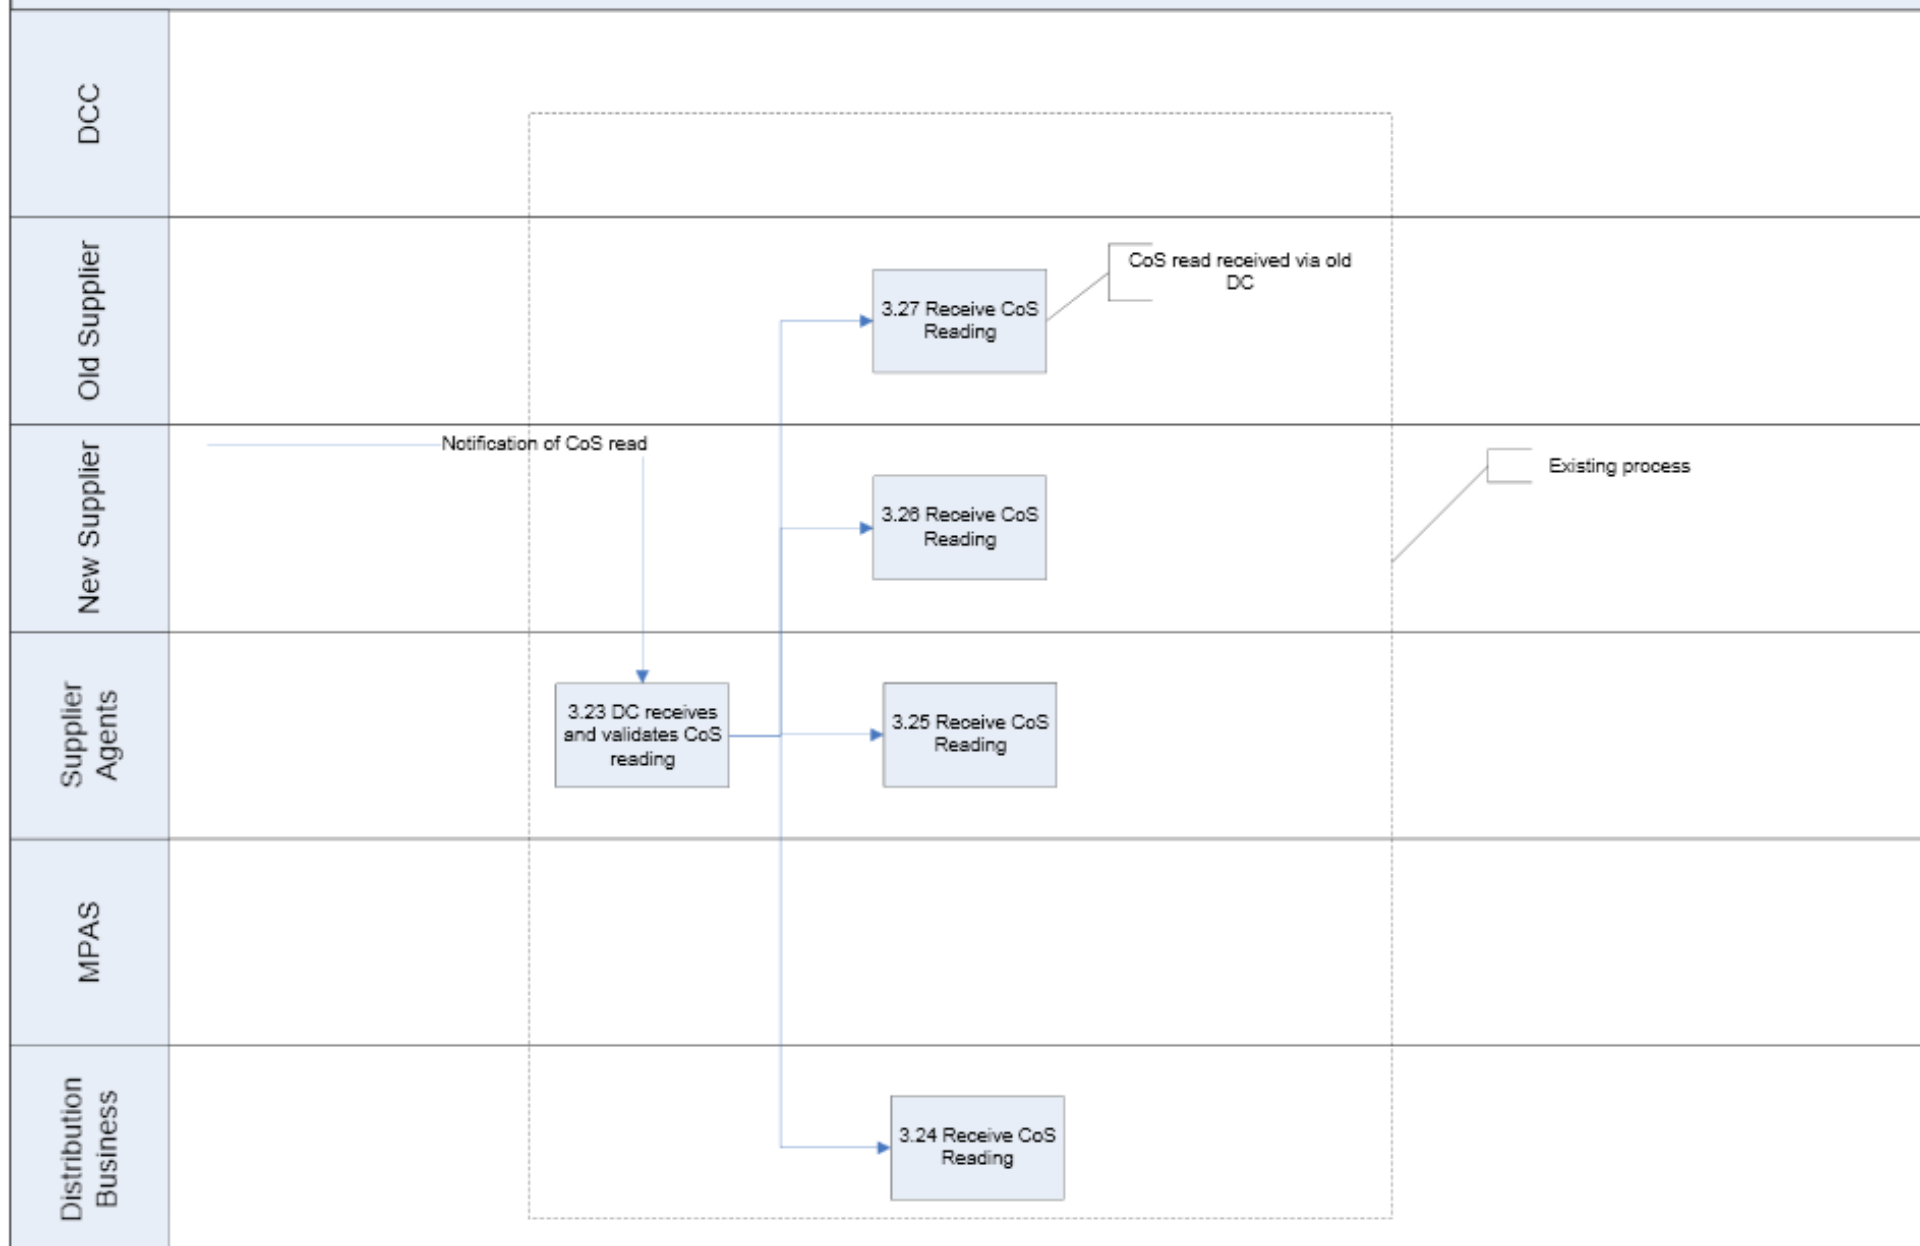 DCC
Old Supplier
3.27 Receive CoS
Reading
CoS read received via old
DC
New Supplier
Notification of CoS read
3.26 Receive CoS
Reading
Existing process
Supplier
Agents
3.23 DC receives
and validates CoS
reading
3.25 Receive CoS
Reading
MPAS
Distribution
Business
3.24 Receive CoS
Reading